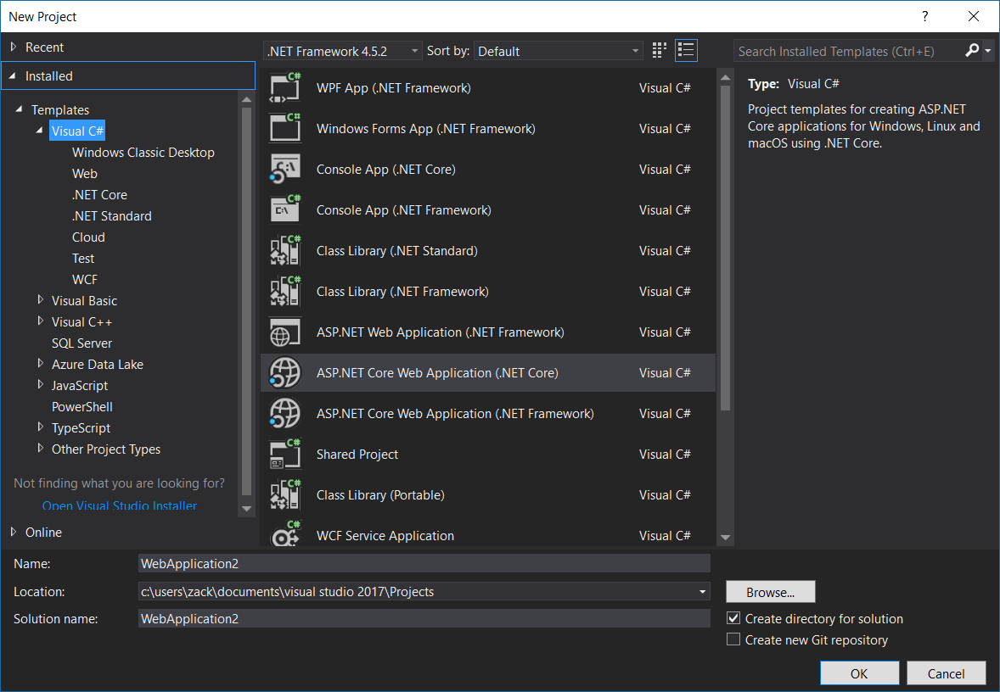 New Project
?
Recent
Installed
Templates
Visual C#
Windows Classic Desktop
Web
.NET Core
.NET Standard
Cloud
Test
WCF
Visual Basic
Visual C++
SQL Server
Azure Data Lake
JavaScript
PowerShell
TypeScript
Other Project Types
Not finding what you are looking for?
Open Visual Studio Installer
Online
.NET Framework 4.5.2 Sort by: Default
C# WPF App (.NET Framework) Visual C#
C# Windows Forms App (.NET Framework) Visual C#
C:\ Console App (.NET Core) Visual C#
C# C:\ Console App (.NET Framework) Visual C#
C# Class Library (.NET Standard) Visual C#
C# Class Library (.NET Framework) Visual C#
ASP.NET Web Application (.NET Framework) Visual C#
ASP.NET Core Web Application (.NET Core) Visual C#
ASP.NET Core Web Application (.NET Framework) Visual C#
C# Shared Project Visual C#
C# Class Library (Portable) Visual C#
C# WCF Service Application Visual C#
Search Installed Templates (Ctrl+E)
Type: Visual C#
Project templates for creating ASP.NET
Core applications for Windows, Linux and
macOS using .NET Core.
Name: WebApplication2
Location: c:\users\zack\documents\visual studio 2017\Projects
Browse...
Solution name: WebApplication2
Create directory for solution
Create new Git repository
OK Cancel